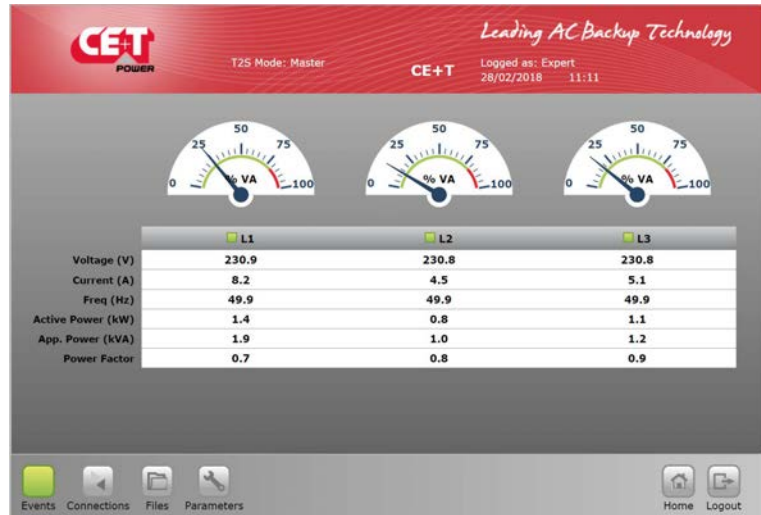 CE+T
POWER
Leading AC Backup Technology
T2S Mode: Master
CE+T
Logged as: Expert
28/02/2018 11:11
0 25 50 75 100
% VA
0 25 50 75 100
% VA
0 25 50 75 100
% VA
L1 L2 L3
Voltage (V) 230.9 230.8 230.8
Current (A) 8.2 4.5 5.1
Freq (Hz) 49.9 49.9 49.9
Active Power (kW) 1.4 0.8 1.1
App. Power (kVA) 1.9 1.0 1.2
Power Factor 0.7 0.8 0.9
Events Connections Files Parameters Home Logout